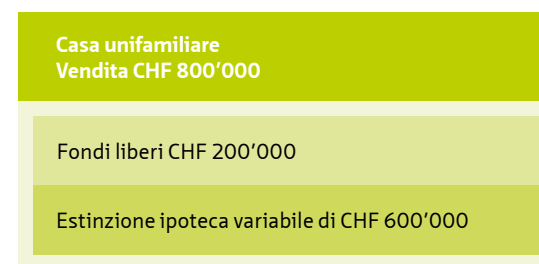 Casa unifamiliare
Vendita CHF 800’000
Fondi liberi CHF 200’000
Estinzione ipoteca variabile di CHF 600’000